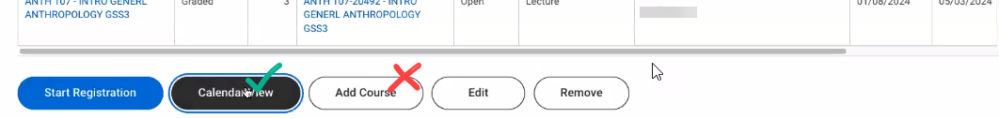 ANTH 107 - INTRO GENERL Graded 3 ANTH 107-20492 - INTRO Open Lecture 01/08/2024 05/03/2024
ANTHROPOLOGY GSS3 GENERL ANTHROPOLOGY
GSS3
Start Registration Calendar View Add Course Edit Remove